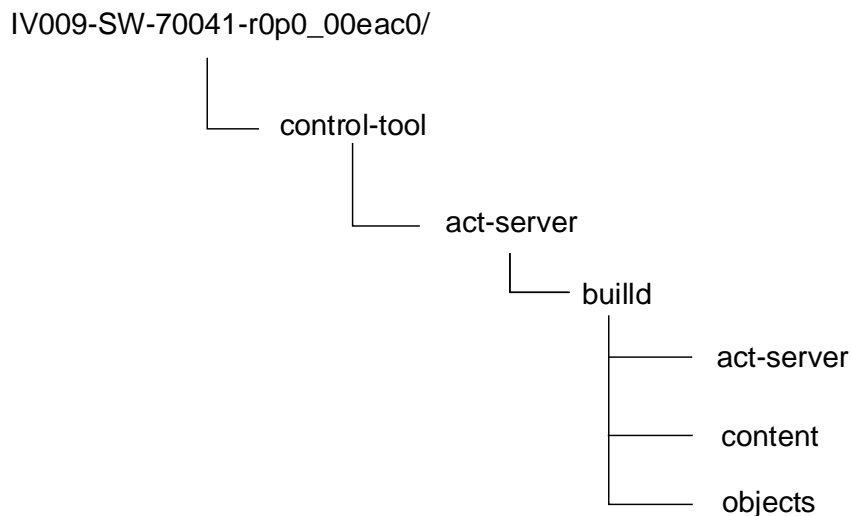 IV009-SW-70041-r0p0_00eac0/
control-tool
act-server
builld
act-server
content
objects